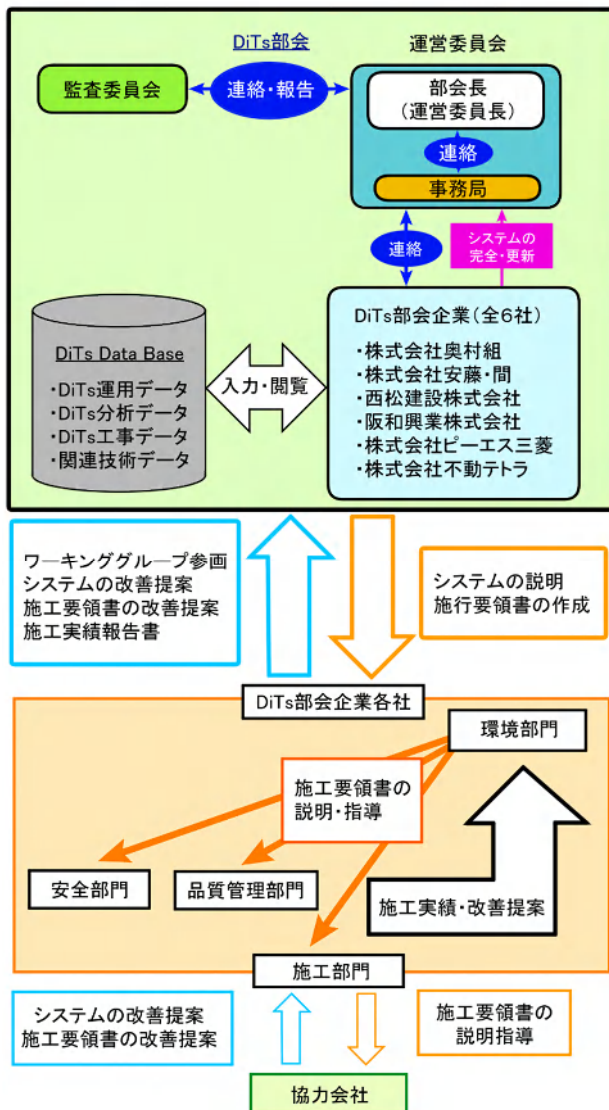 DiTs部会
運営委員会
監査委員会
連絡・報告
部会長
(運営委員長)
連絡
事務局
連絡
システムの
完全・更新
DiTs Data Base
・DiTs運用データ
・DiTs分析データ
・DiTs工事データ
・関連技術データ
入力・閲覧
DiTs部会企業(全6社)
・株式会社奥村組
・株式会社安藤・間
・西松建設株式会社
・阪和興業株式会社
・株式会社ピーエス三菱
・株式会社不動テトラ
ワーキンググループ参画
システムの改善提案
施工要領書の改善提案
施工実績報告書
システムの説明
施行要領書の作成
DiTs部会企業各社
環境部門
施工要領書の
説明・指導
安全部門
品質管理部門
施工実績・改善提案
施工部門
システムの改善提案
施工要領書の改善提案
施工要領書の
説明指導
協力会社